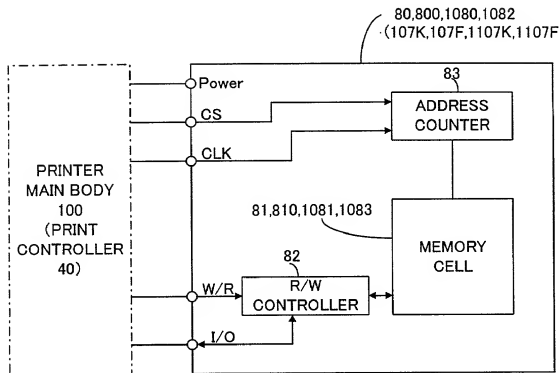 80,800,1080,1082
(107K,107F,1107K,1107F
83
Power
CS
ADDRESS
COUNTER
CLK
PRINTER
MAIN BODY
100
(PRINT
CONTROLLER
40)
81,810,1081,1083
MEMORY
CELL
82
W/R
R/W
CONTROLLER
I/O